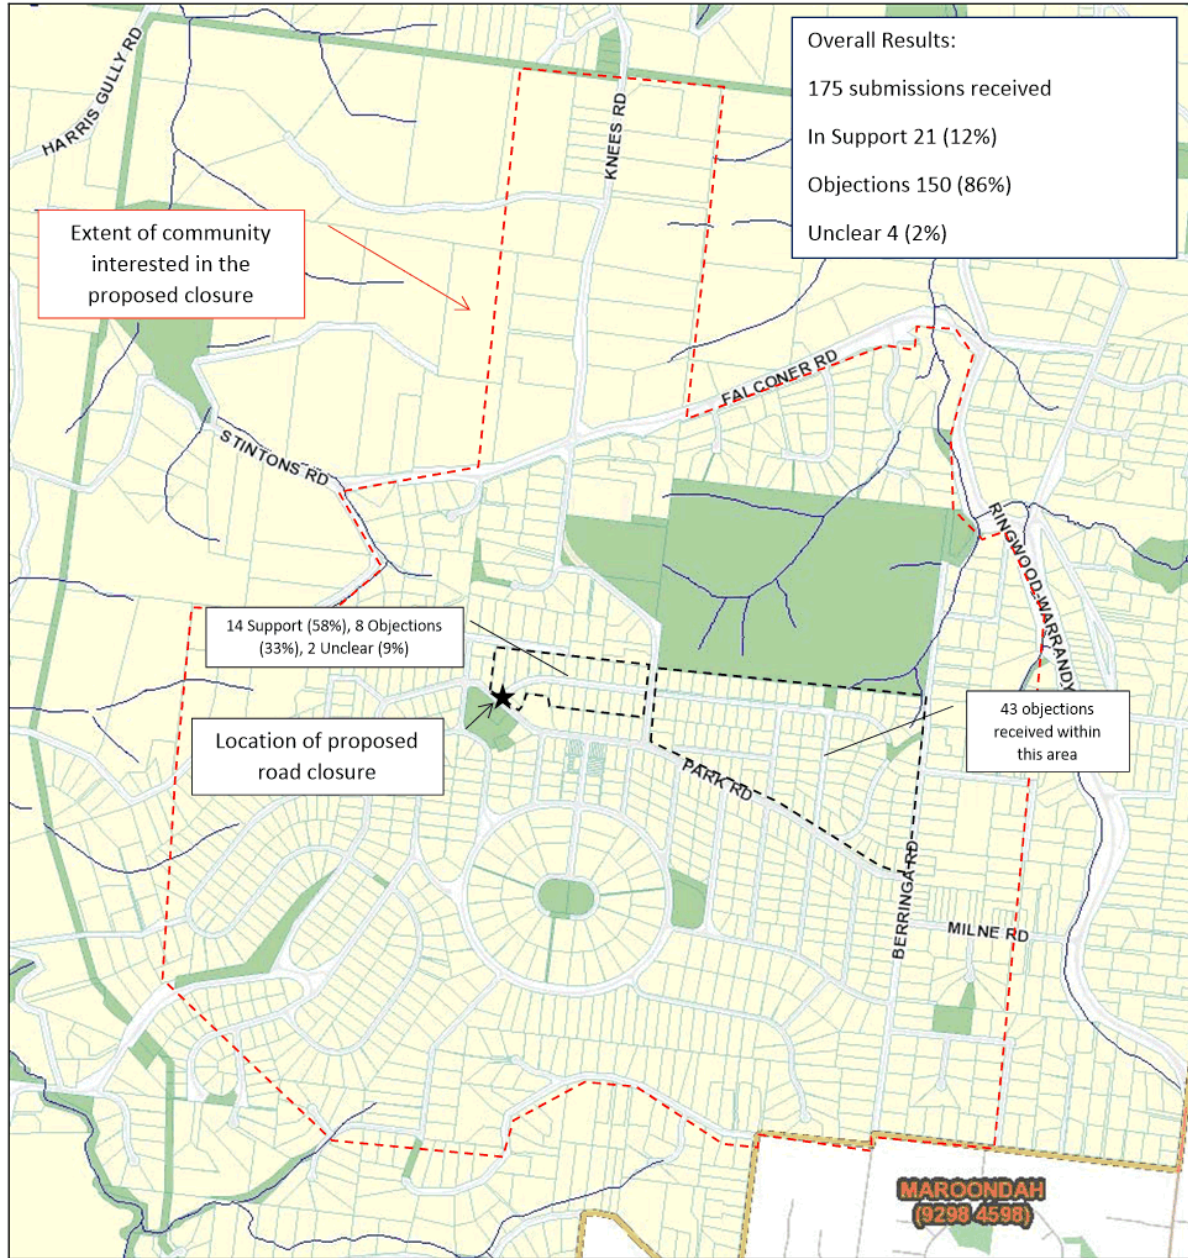 Overall Results:
175 submissions received
In Support 21 (12%)
Objections 150 (86%)
Unclear 4 (2%)
HARRIS GULLY RD
KNEES RD
Extent of community
interested in the
proposed closure
FALCONER RD
STINTONS RD
RINGWOOD-WARRANDY
14 Support (58%), 8 Objections
(33%), 2 Unclear (9%)
43 objections
received within
this area
Location of proposed
road closure
PARK RD
BERRINGA RD
MILNE RD
MAROONDAH
(9298 4598)